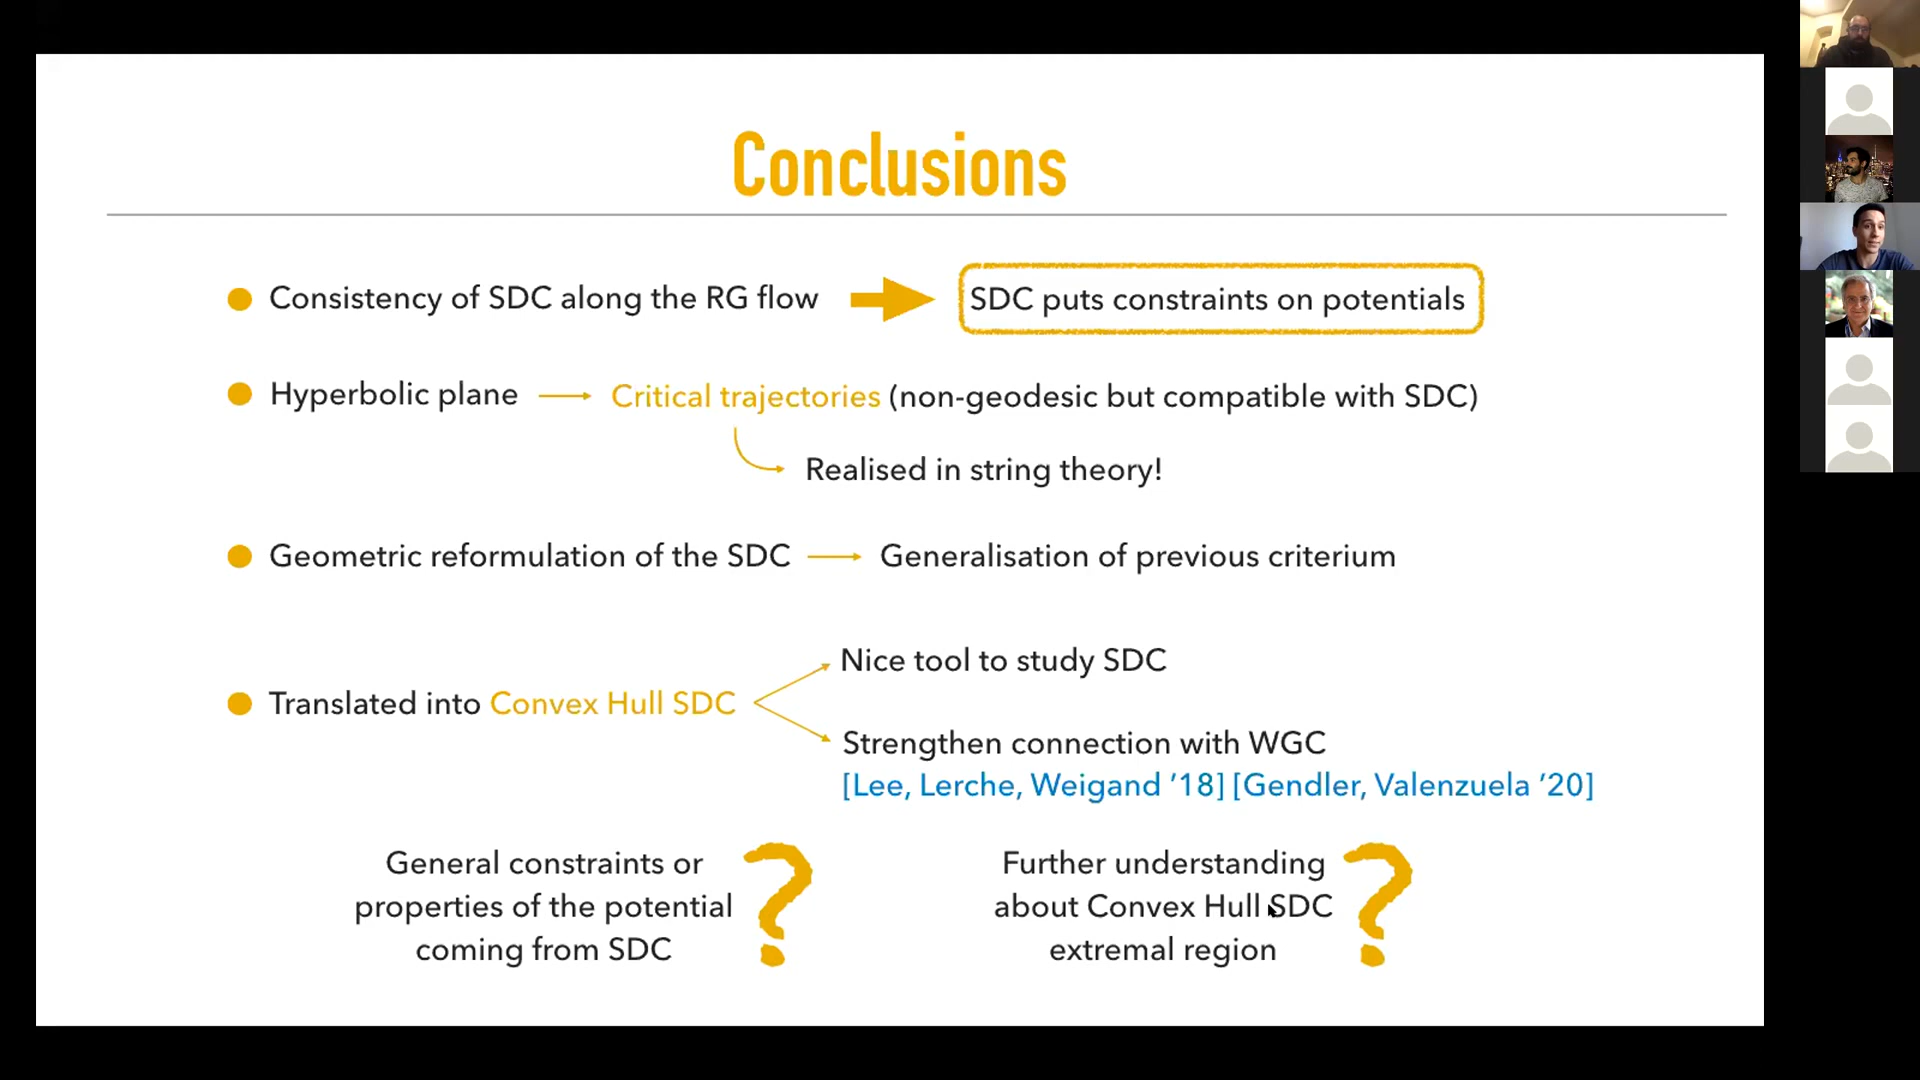 Conclusions
Consistency of SDC along the RG flow
SDC puts constraints on potentials
Hyperbolic plane
Critical trajectories (non-geodesic but compatible with SDC)
Realised in string theory!
Geometric reformulation of the SDC
Generalisation of previous criterium
Translated into Convex Hull SDC
Nice tool to study SDC
Strengthen connection with WGC
[Lee, Lerche, Weigand ’18] [Gendler, Valenzuela ’20]
General constraints or
properties of the potential
coming from SDC
?
Further understanding
about Convex Hull SDC
extremal region
?